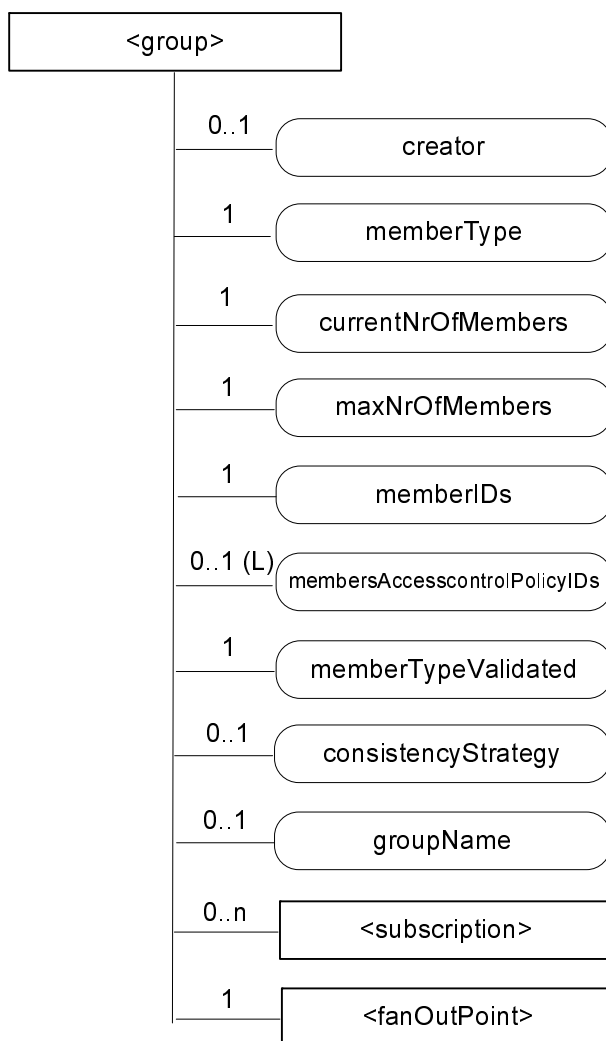 <group>
0..1
creator
1
memberType
1
currentNrOfMembers
1
maxNrOfMembers
1
memberIDs
0..1 (L)
membersAccesscontrolPolicyIDs
1
memberTypeValidated
0..1
consistencyStrategy
0..1
groupName
0..n
<subscription>
1
<fanOutPoint>